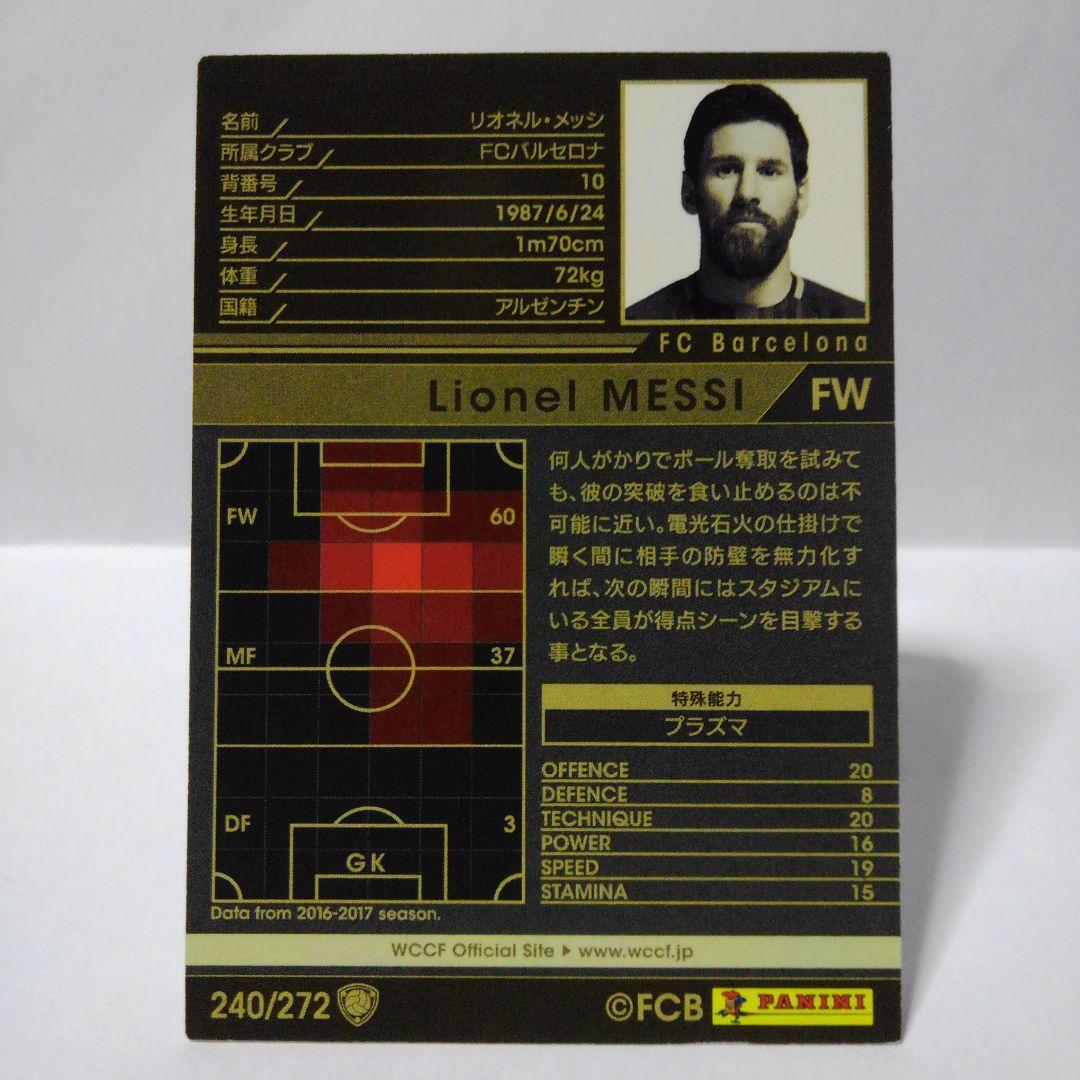 名前 リオネル・メッシ
所属クラブ FCバルセロナ
背番号 10
生年月日 1987/6/24
身長 1m70cm
体重 72kg
国籍 アルゼンチン
FC Barcelona
Lionel MESSI FW
FW 60
MF 37
DF 3
GK
Data from 2016-2017 season.
何人がかりでボール奪取を試みて
も、彼の突破を食い止めるのは不
可能に近い。電光石火の仕掛けで
瞬く間に相手の防壁を無力化す
れば、次の瞬間にはスタジアムに
いる全員が得点シーンを目撃する
事となる。
特殊能力
プラズマ
OFFENCE 20
DEFENCE 8
TECHNIQUE 20
POWER 16
SPEED 19
STAMINA 15
WCCF Official Site ▶ www.wccf.jp
240/272 ©FCB PANINI